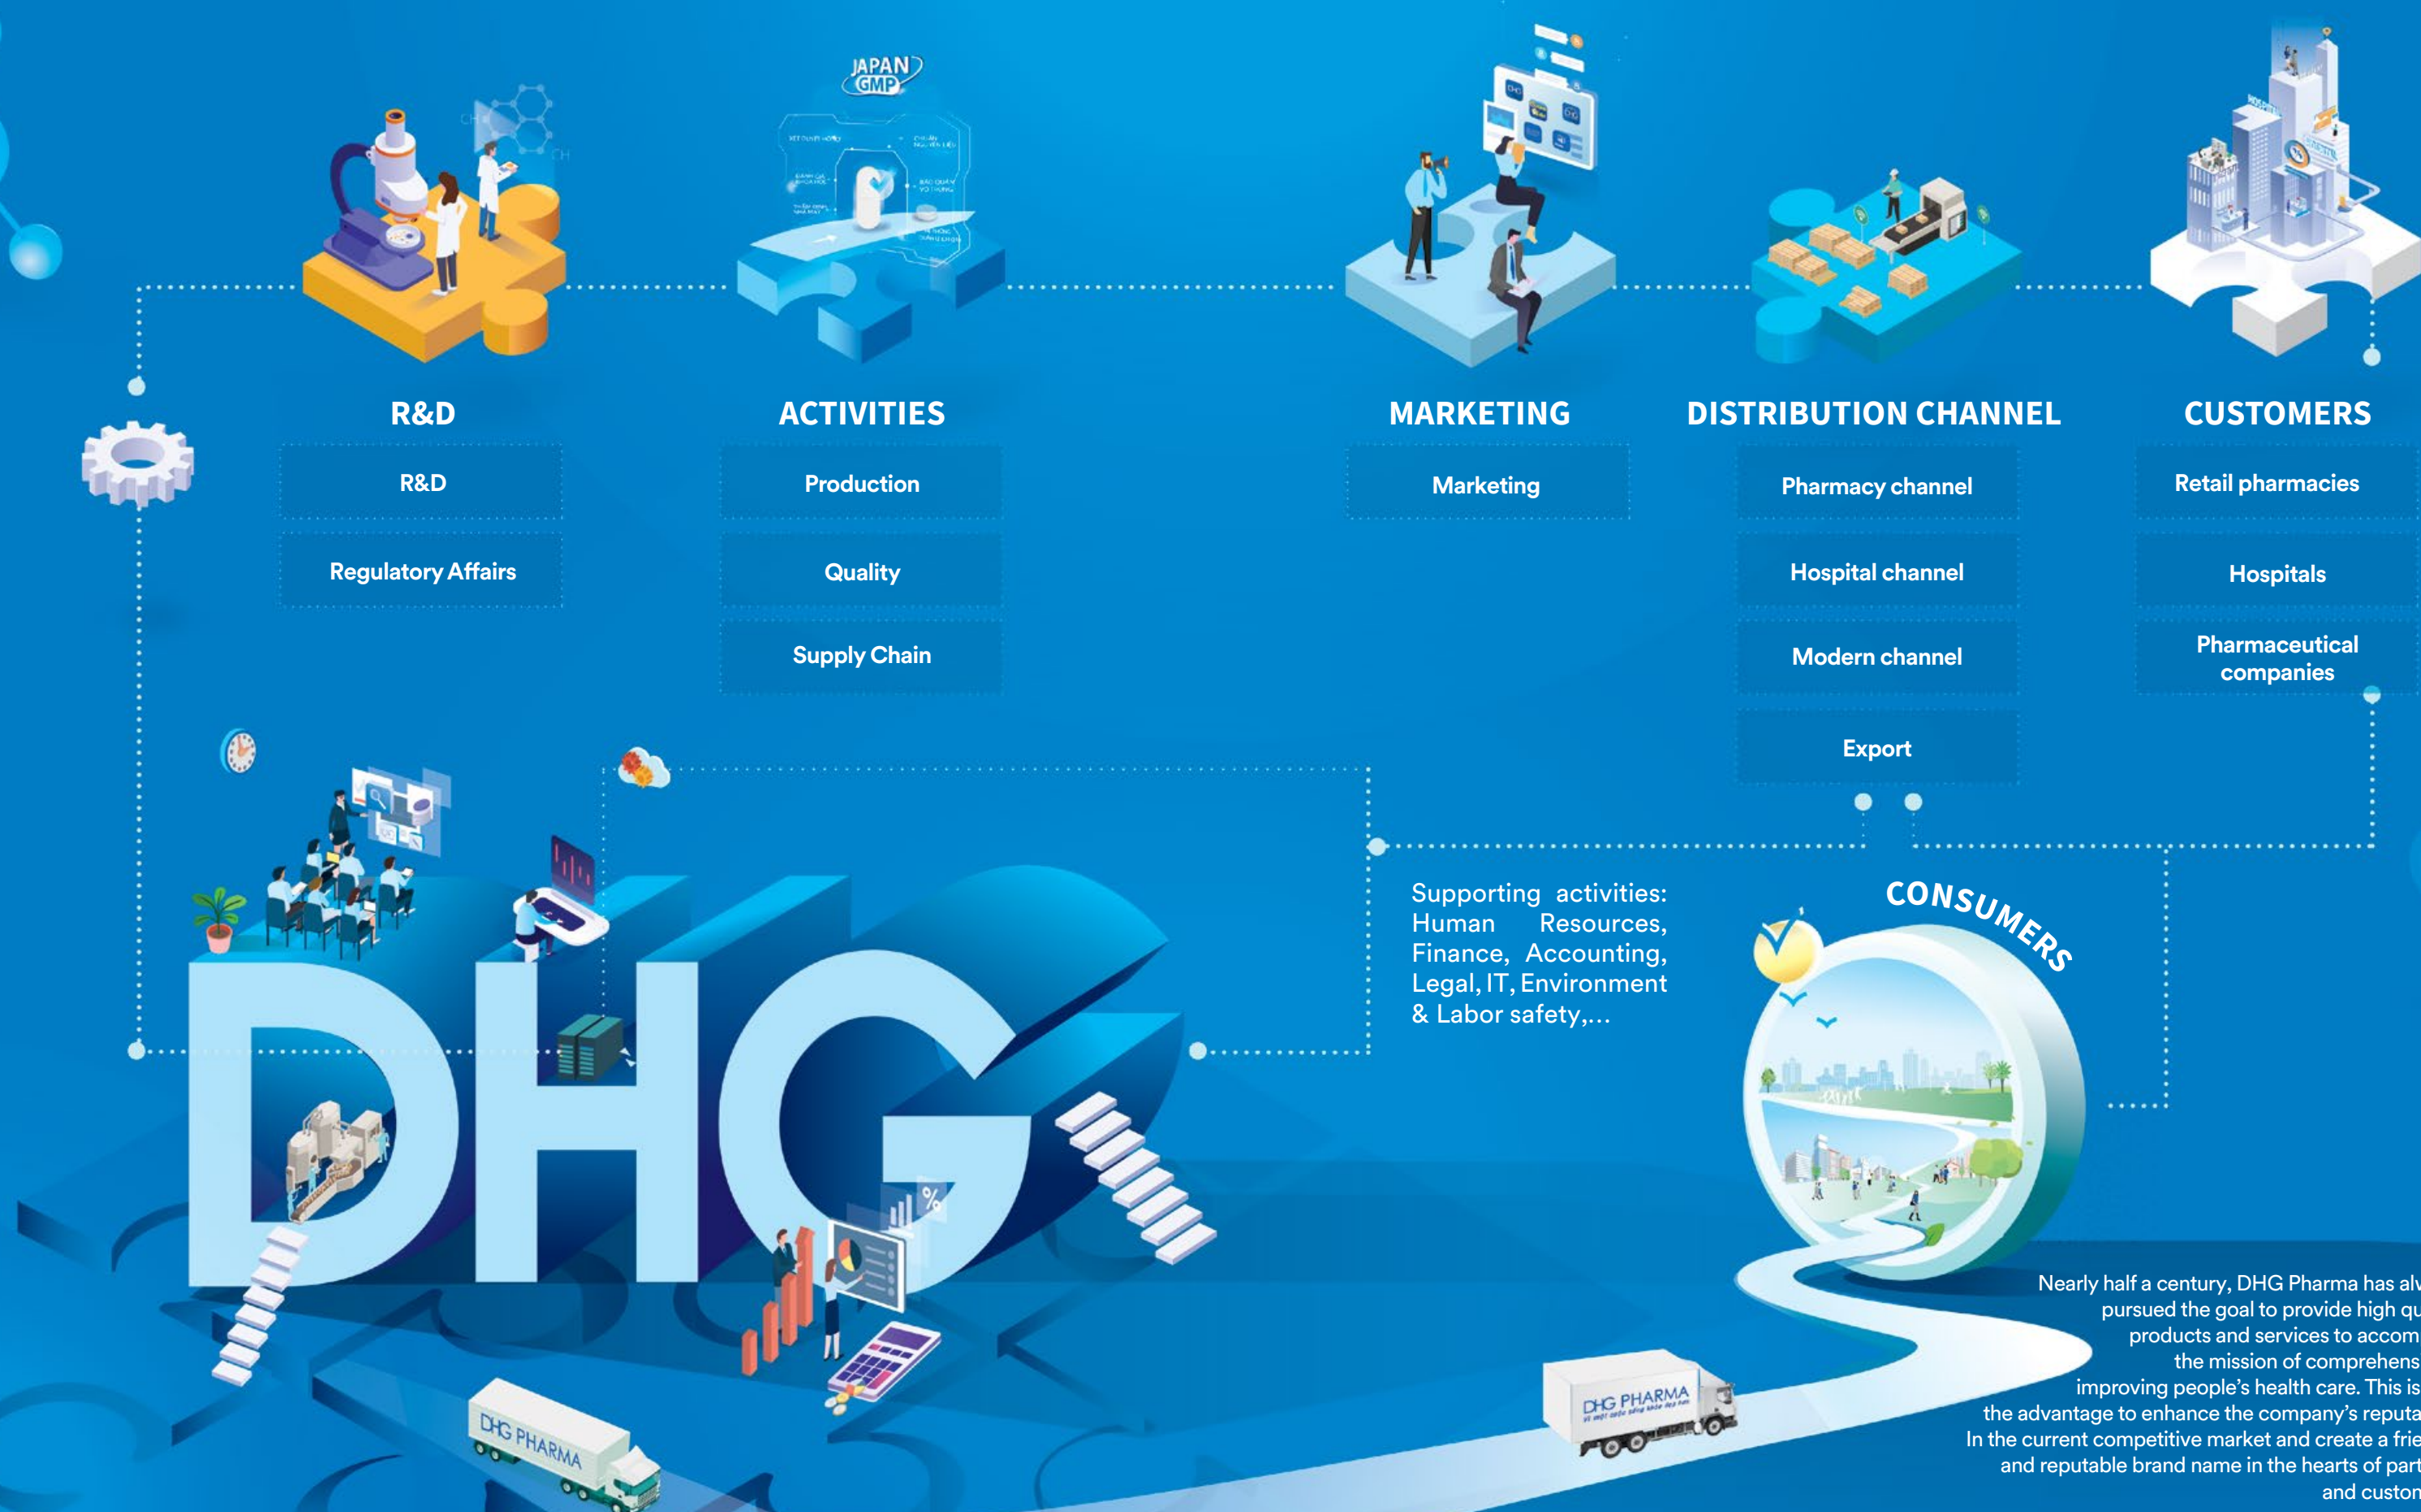 JAPAN
GMP
R&D
R&D
Regulatory Affairs
ACTIVITIES
Production
Quality
Supply Chain
MARKETING
Marketing
DISTRIBUTION CHANNEL
Pharmacy channel
Hospital channel
Modern channel
Export
CUSTOMERS
Retail pharmacies
Hospitals
Pharmaceutical
companies
Supporting activities:
Human Resources,
Finance, Accounting,
Legal, IT, Environment
& Labor safety,...
CONSUMERS
DHG
%
DHG PHARMA
DHG PHARMA
Nearly half a century, DHG Pharma has alw
pursued the goal to provide high qu
products and services to accom
the mission of comprehens
improving people's health care. This is
the advantage to enhance the company's reputa
In the current competitive market and create a frie
and reputable brand name in the hearts of part
and custon